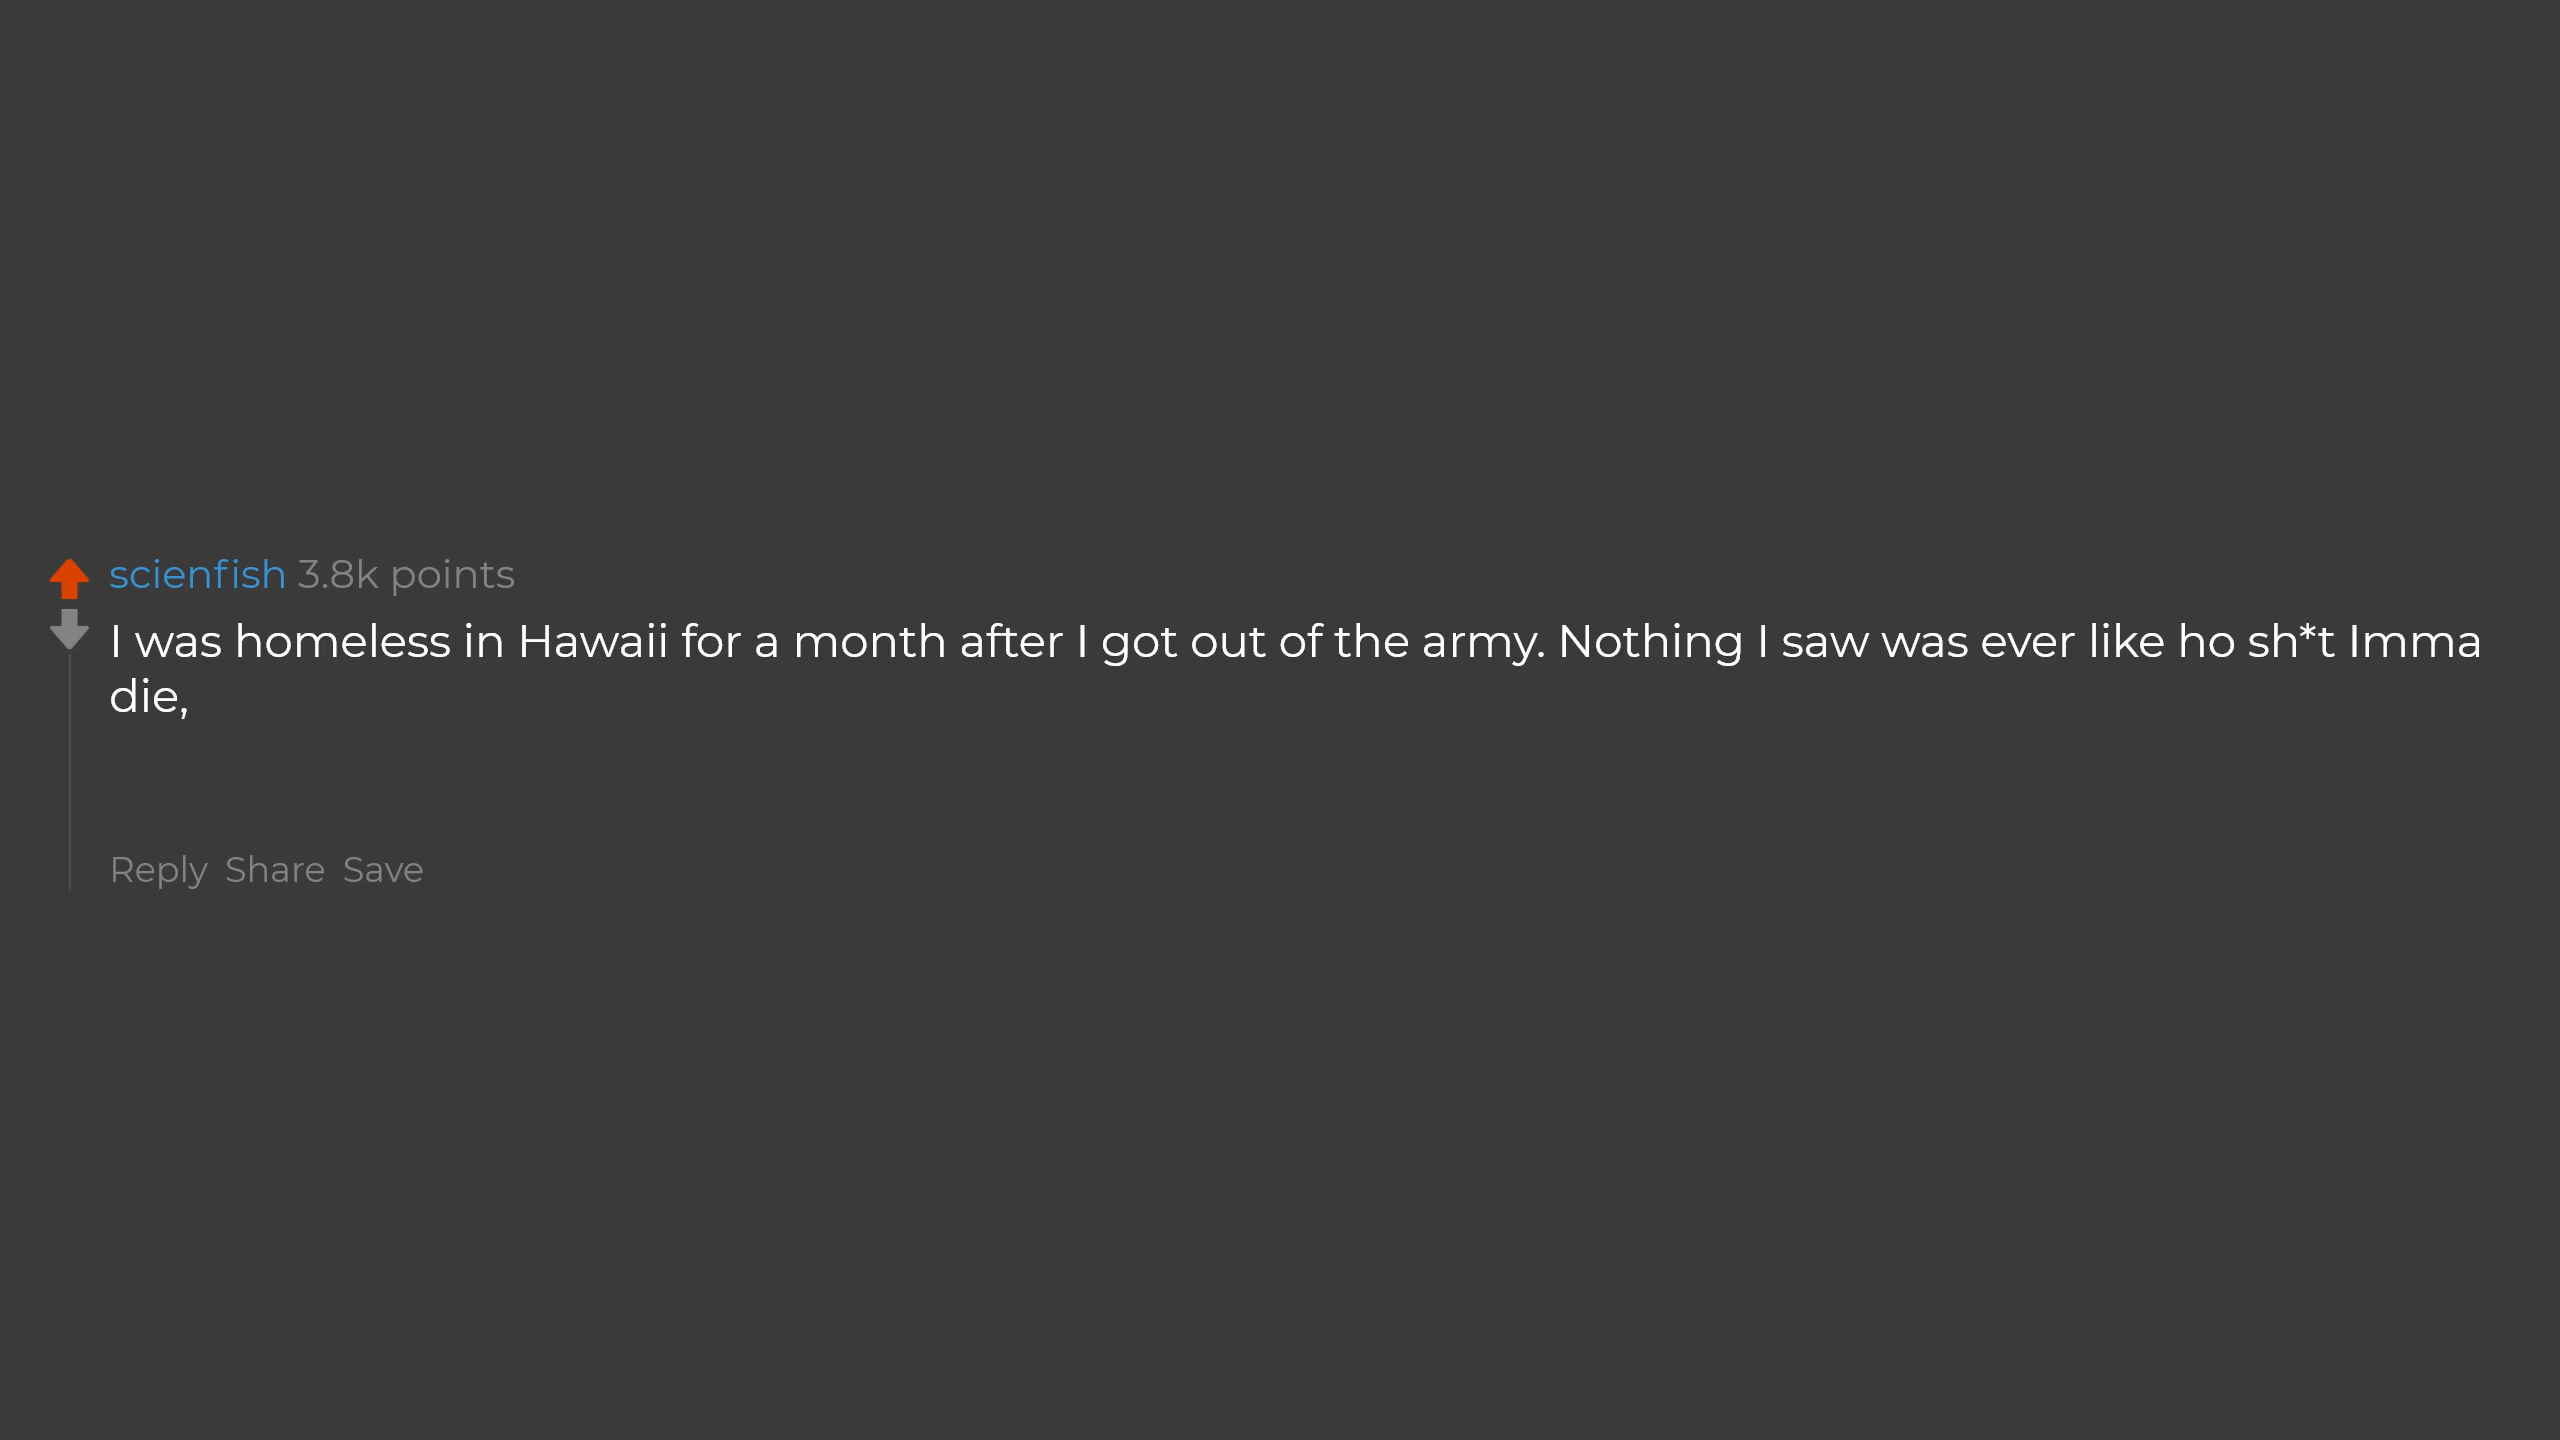 scienfish 3.8k points
I was homeless in Hawaii for a month after I got out of the army. Nothing I saw was ever like ho sh*t Imma
die,
Reply Share Save